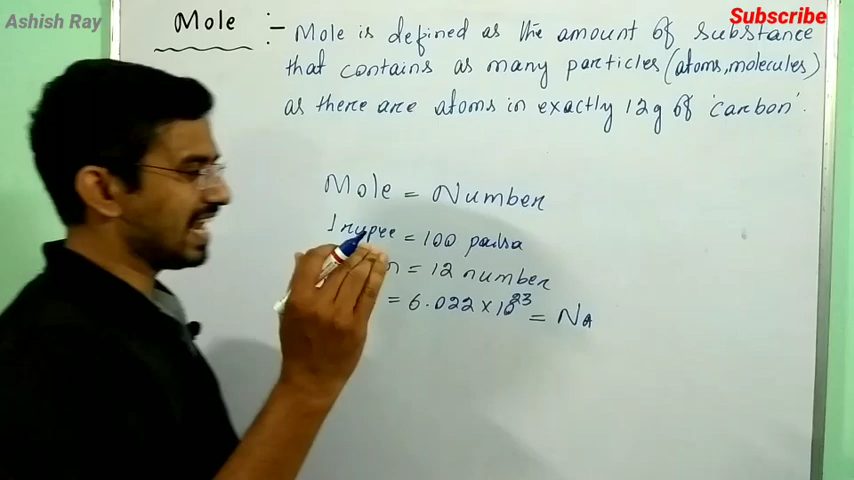 Ashish Ray
Subscribe
Mole :- Mole is defined as the amount of substance
that contains as many particles (atoms, molecules)
as there are atoms in exactly 12g of 'carbon'.
Mole = Number
1 rupee = 100 paisa
n = 12 number
= 6.022 × 10²³ = NA